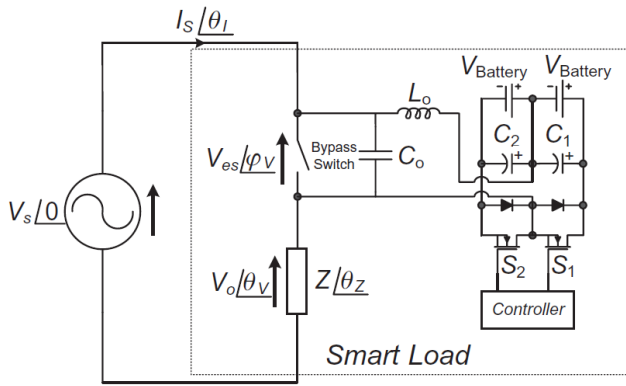 I_S/θ_I
V_Battery V_Battery
L_o
C_2 C_1
V_es/φ_V
Bypass
Switch
C_o
V_s/0
V_o/θ_V
Z/θ_Z
S_2 S_1
Controller
Smart Load